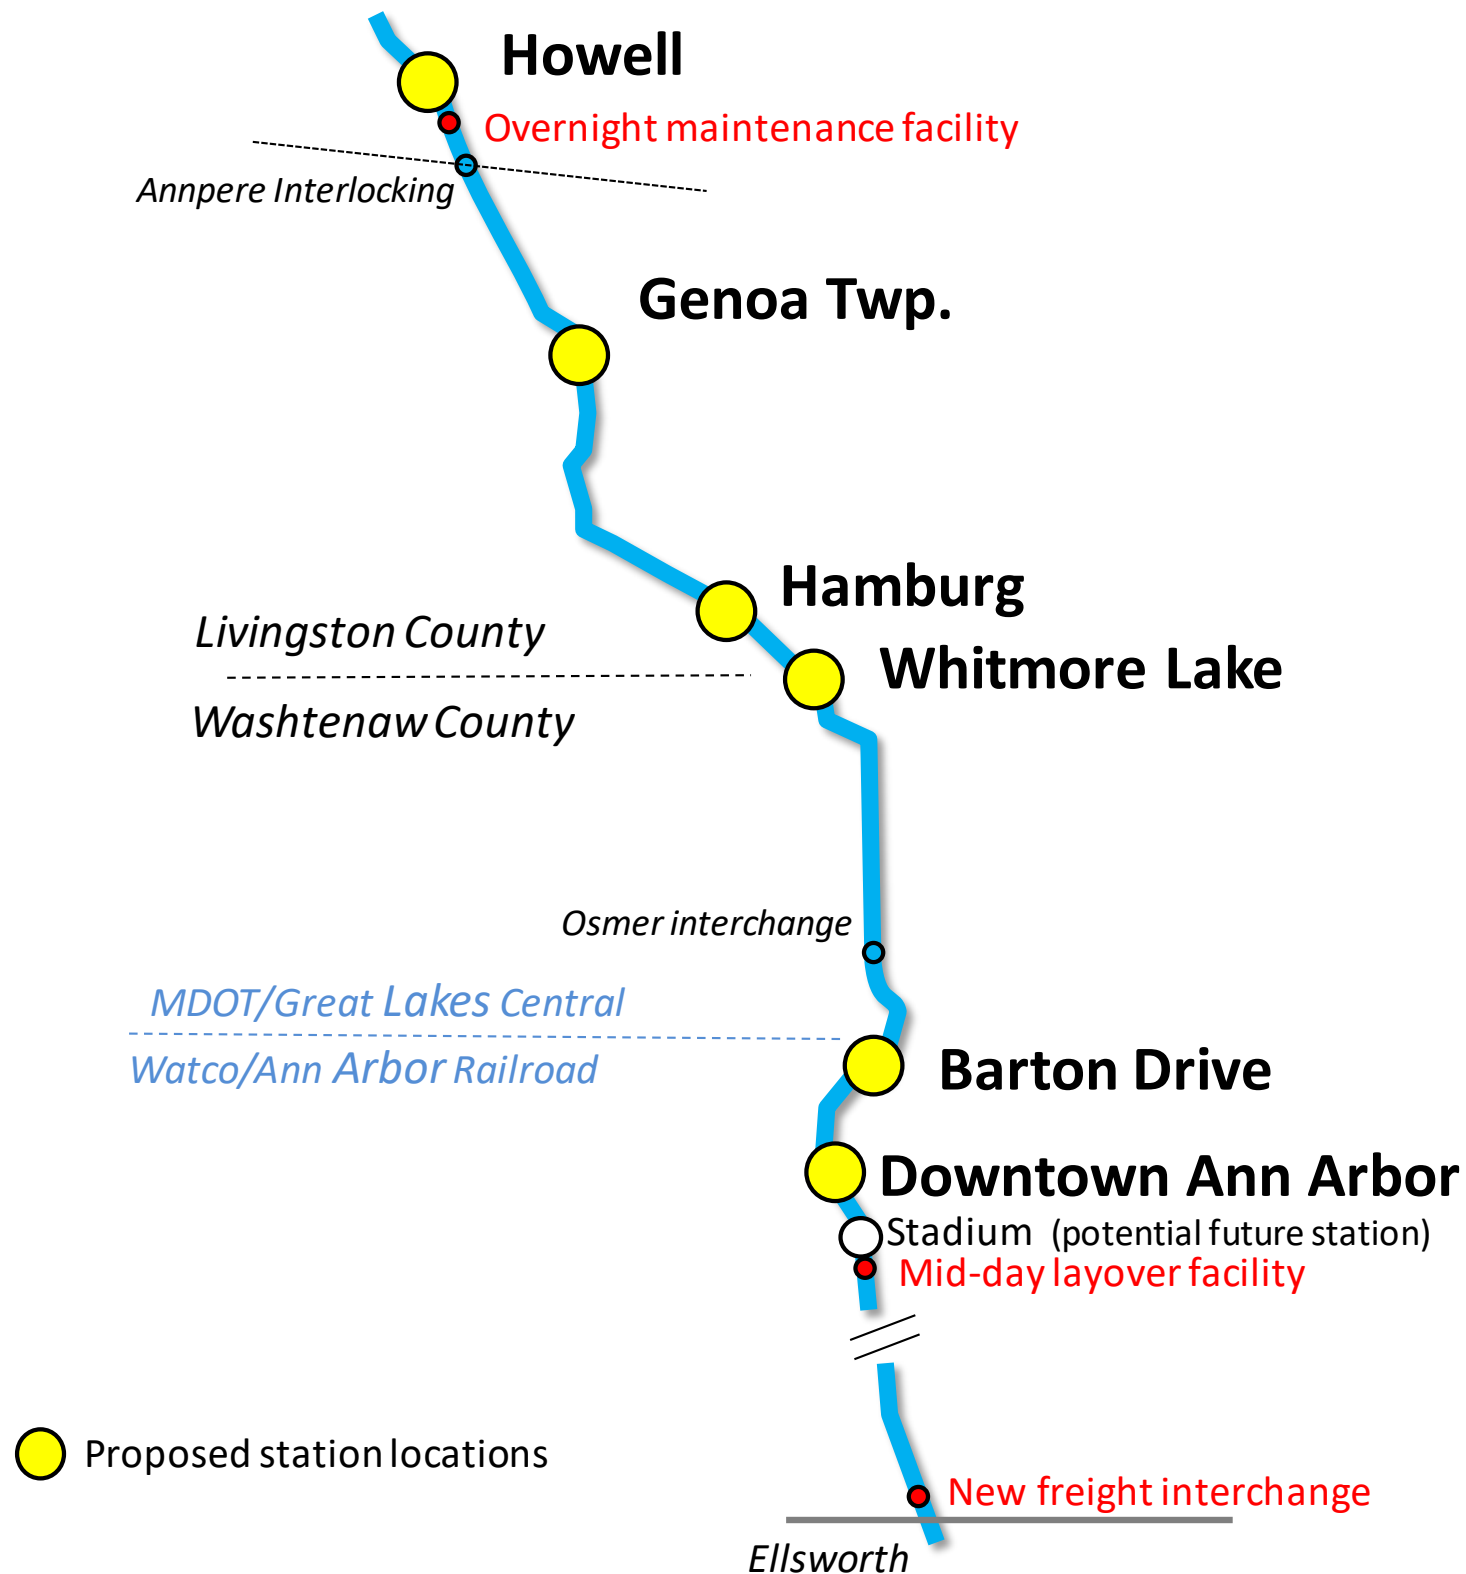 Howell
Overnight maintenance facility
Annpere Interlocking
Genoa Twp.
Hamburg
Livingston County
Whitmore Lake
Washtenaw County
Osmer interchange
MDOT/Great Lakes Central
Watco/Ann Arbor Railroad
Barton Drive
Downtown Ann Arbor
Stadium (potential future station)
Mid-day layover facility
Proposed station locations
New freight interchange
Ellsworth